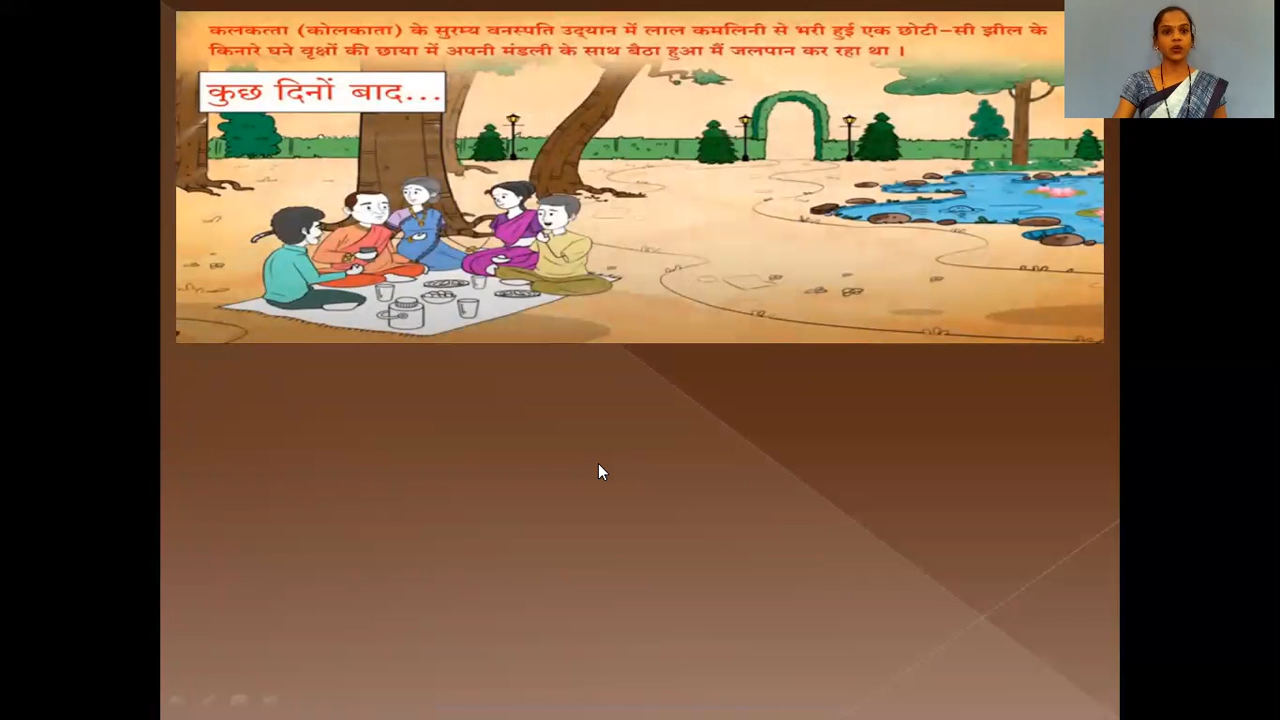 कलकत्ता (कोलकाता) के सुरम्य वनस्पति उद्‌यान में लाल कमलिनी से भरी हुई एक छोटी-सी झील के
किनारे घने वृक्षों की छाया में अपनी मंडली के साथ बैठा हुआ मैं जलपान कर रहा था ।
कुछ दिनों बाद...